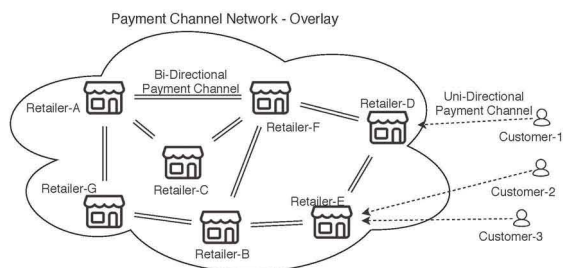 Payment Channel Network - Overlay
Bi-Directional
Payment Channel
Retailer-A
Retailer-F
Retailer-D
Uni-Directional
Payment Channel
Customer-1
Retailer-C
Retailer-G
Customer-2
Retailer-E
Retailer-B
Customer-3